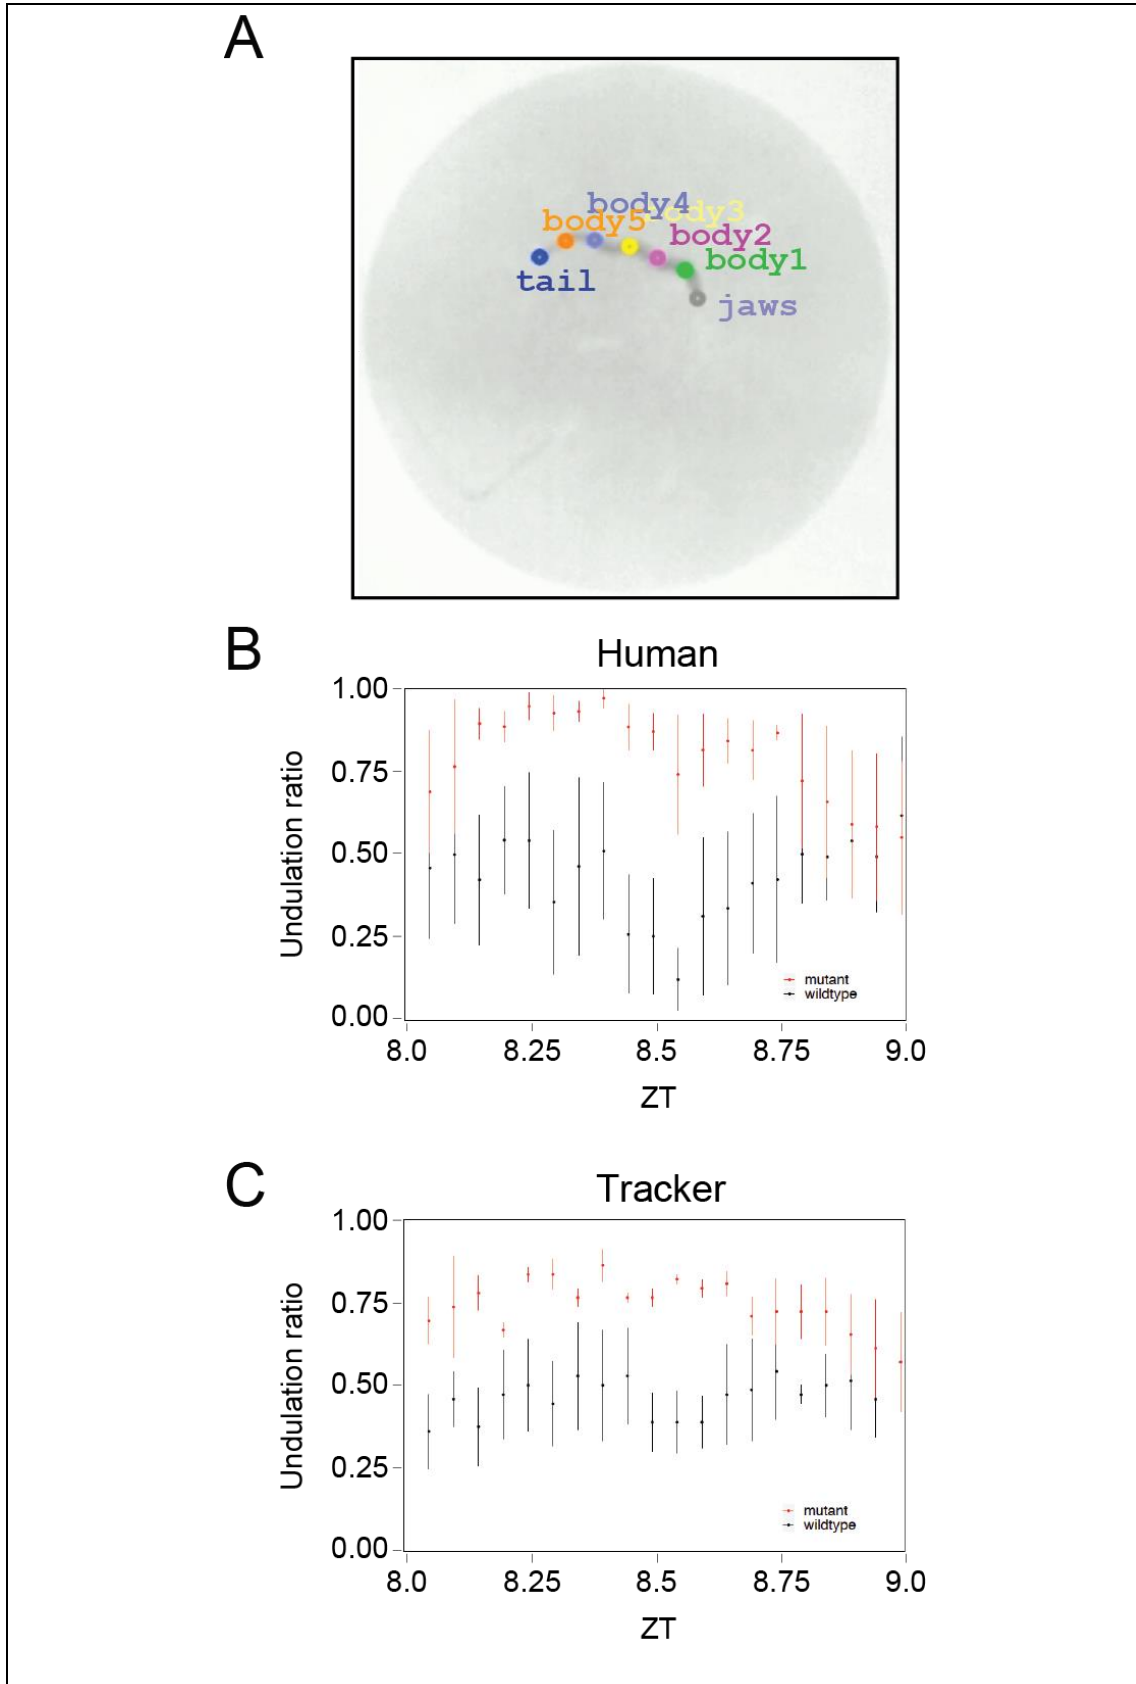 A
body4
body3
body5
body2
body1
tail
jaws
B
Human
1.00
0.75
0.50
0.25
0.00
Undulation ratio
mutant
wildtype
8.0 8.25 8.5 8.75 9.0
ZT
C
Tracker
1.00
0.75
0.50
0.25
0.00
Undulation ratio
mutant
wildtype
8.0 8.25 8.5 8.75 9.0
ZT